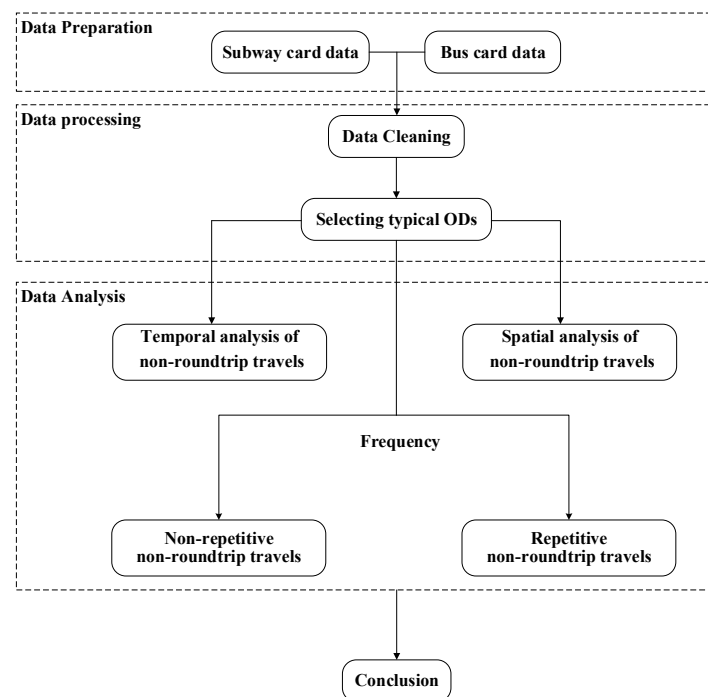 Data Preparation
Subway card data
Bus card data
Data processing
Data Cleaning
Selecting typical ODs
Data Analysis
Temporal analysis of
non-roundtrip travels
Spatial analysis of
non-roundtrip travels
Frequency
Non-repetitive
non-roundtrip travels
Repetitive
non-roundtrip travels
Conclusion